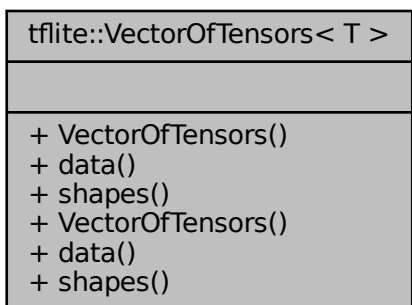 tflite::VectorOfTensors< T >
+ VectorOfTensors()
+ data()
+ shapes()
+ VectorOfTensors()
+ data()
+ shapes()